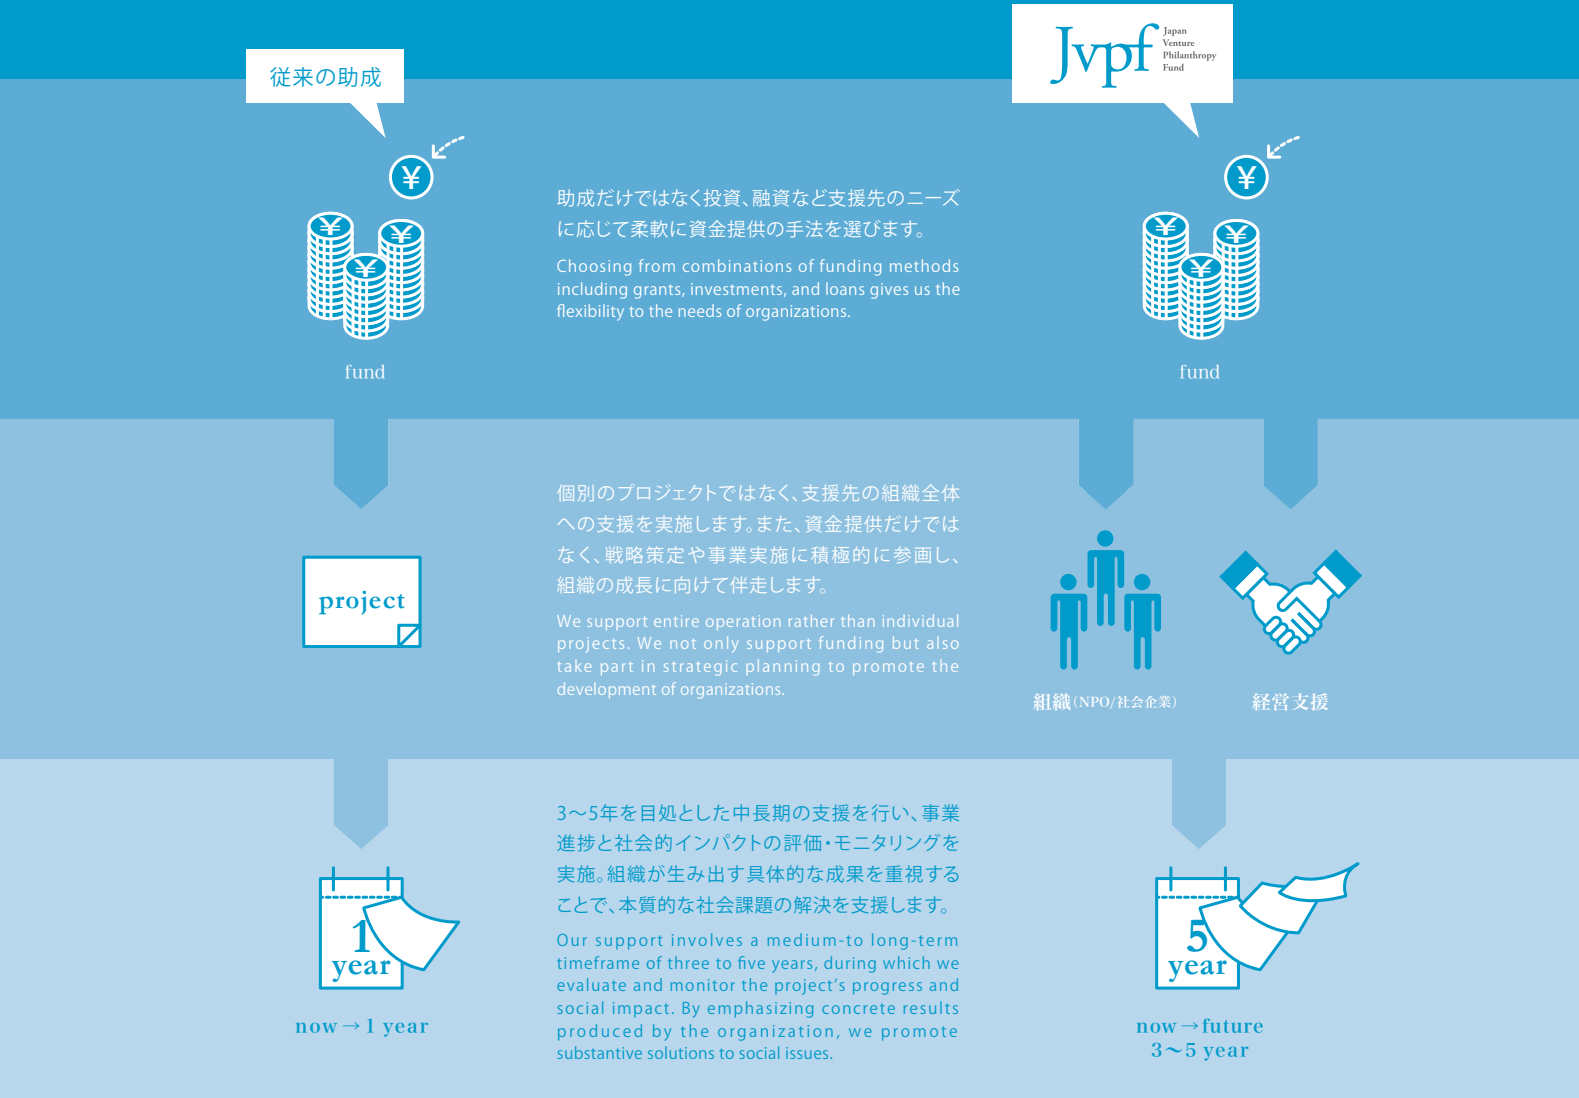 従来の助成
Jvpf
Japan
Venture
Philanthropy
Fund
¥
¥
¥
¥
fund
助成だけではなく投資、融資など支援先のニーズ
に応じて柔軟に資金提供の手法を選びます。
Choosing from combinations of funding methods
including grants, investments, and loans gives us the
flexibility to the needs of organizations.
¥
¥
¥
¥
fund
project
個別のプロジェクトではなく、支援先の組織全体
への支援を実施します。また、資金提供だけでは
なく、戦略策定や事業実施に積極的に参画し、
組織の成長に向けて伴走します。
We support entire operation rather than individual
projects. We not only support funding but also
take part in strategic planning to promote the
development of organizations.
組織(NPO/社会企業)
経営支援
1
year
now→1 year
3〜5年を目処とした中長期の支援を行い、事業
進捗と社会的インパクトの評価・モニタリングを
実施。組織が生み出す具体的な成果を重視する
ことで、本質的な社会課題の解決を支援します。
Our support involves a medium-to long-term
timeframe of three to five years, during which we
evaluate and monitor the project's progress and
social impact. By emphasizing concrete results
produced by the organization, we promote
substantive solutions to social issues.
5
year
now→future
3〜5 year